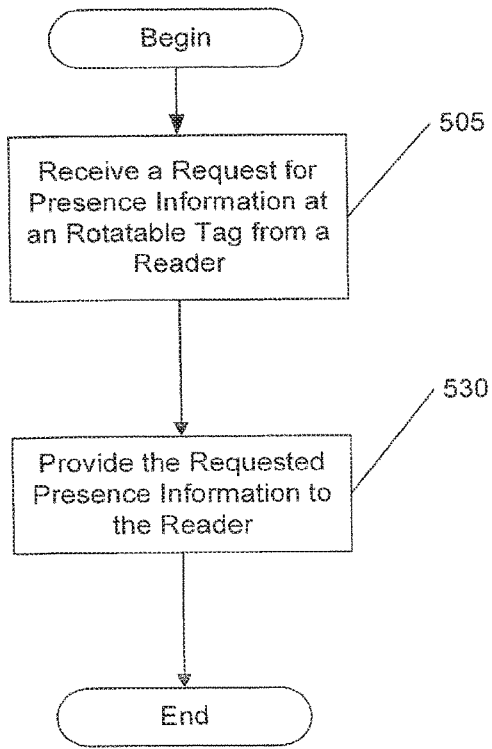 Begin
505
Receive a Request for
Presence Information at
an Rotatable Tag from a
Reader
530
Provide the Requested
Presence Information to
the Reader
End